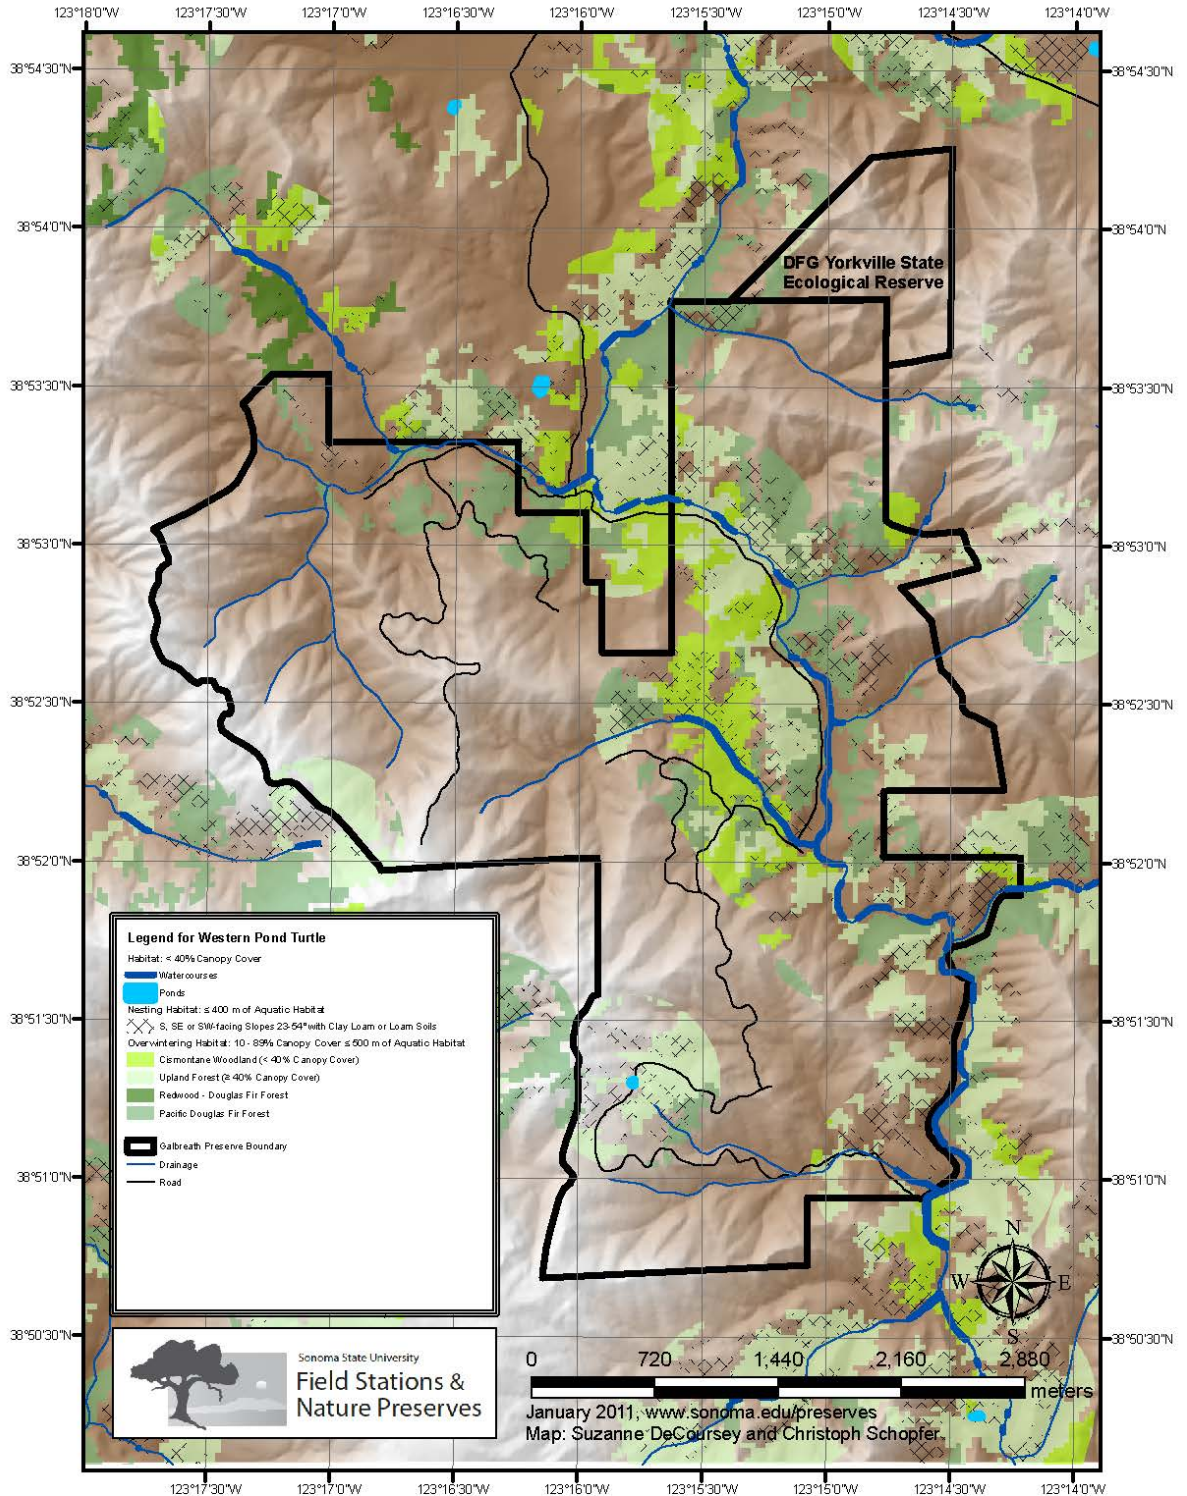 123°18'0"W 123°17'30"W 123°17'0"W 123°16'30"W 123°16'0"W 123°15'30"W 123°15'0"W 123°14'30"W 123°14'0"W
38°54'30"N 38°54'30"N
38°54'0"N 38°54'0"N
DFG Yorkville State
Ecological Reserve
38°53'30"N 38°53'30"N
38°53'0"N 38°53'0"N
38°52'30"N 38°52'30"N
38°52'0"N 38°52'0"N
Legend for Western Pond Turtle
Habitat: < 40% Canopy Cover
Watercourses
Ponds
Nesting Habitat: ≤ 400 m of Aquatic Habitat
S, SE or SW-facing Slopes 23-54° with Clay Loam or Loam Soils
Overwintering Habitat: 10 - 89% Canopy Cover ≤ 500 m of Aquatic Habitat
Cismontane Woodland (< 40% Canopy Cover)
Upland Forest (≥ 40% Canopy Cover)
Redwood - Douglas Fir Forest
Pacific Douglas Fir Forest
Galbreath Preserve Boundary
Drainage
Road
38°51'30"N 38°51'30"N
38°51'0"N 38°51'0"N
N
W E
S
38°50'30"N 38°50'30"N
Sonoma State University
Field Stations &
Nature Preserves
0 720 1,440 2,160 2,880
meters
January 2011, www.sonoma.edu/preserves
Map: Suzanne DeCoursey and Christoph Schopfer
123°17'30"W 123°17'0"W 123°16'30"W 123°16'0"W 123°15'30"W 123°15'0"W 123°14'30"W 123°14'0"W